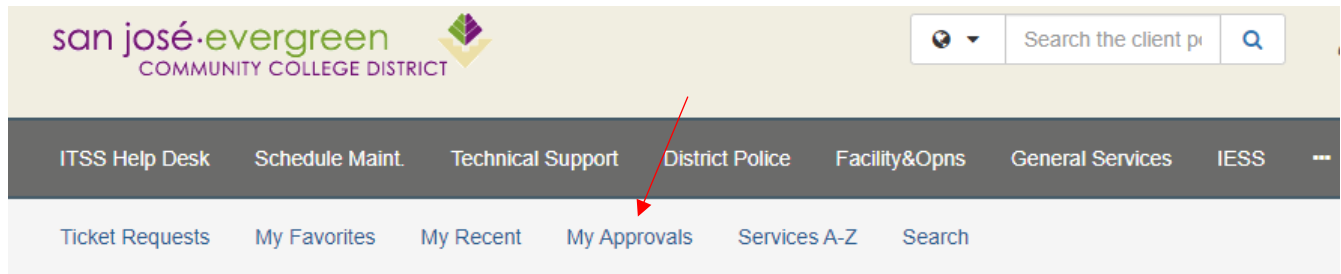 san josé·evergreen
COMMUNITY COLLEGE DISTRICT
Search the client p
ITSS Help Desk Schedule Maint. Technical Support District Police Facility&Opns General Services IESS ···
Ticket Requests My Favorites My Recent My Approvals Services A-Z Search